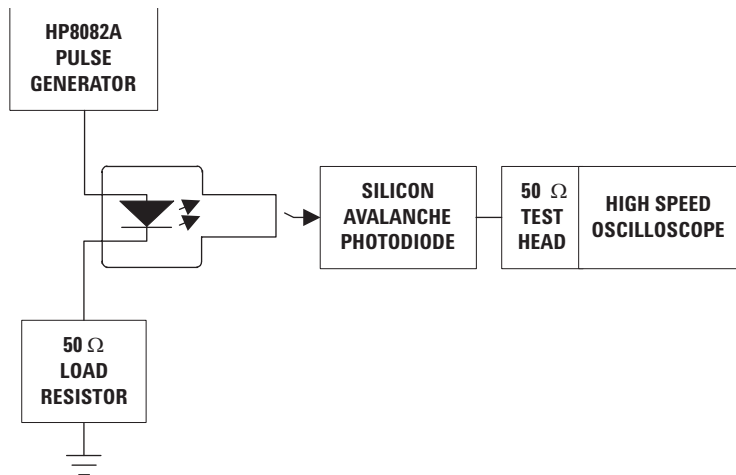 HP8082A
PULSE
GENERATOR
SILICON
AVALANCHE
PHOTODIODE
50 Ω
TEST
HEAD
HIGH SPEED
OSCILLOSCOPE
50 Ω
LOAD
RESISTOR